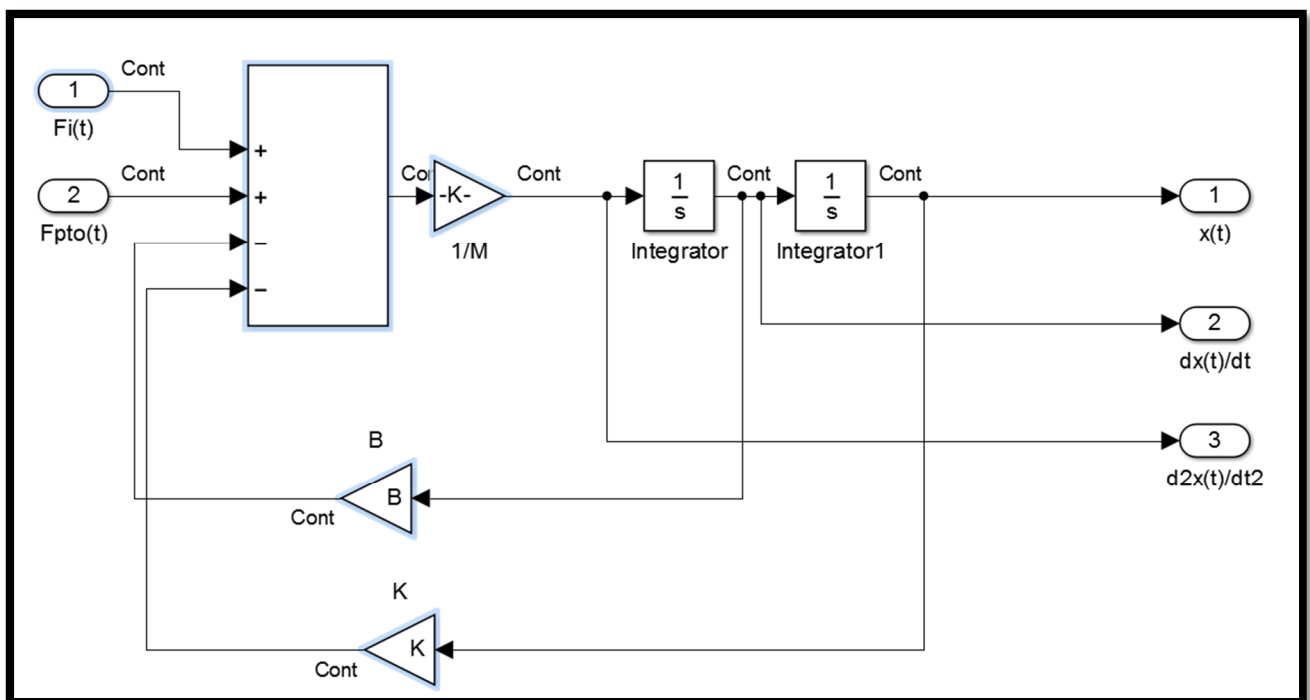 Cont
1
Fi(t)
Cont
2
Fpto(t)
+
+
−
−
-K-
1/M
Cont
1
s
Integrator
Cont
1
s
Integrator1
Cont
1
x(t)
2
dx(t)/dt
3
d2x(t)/dt2
B
B
Cont
K
K
Cont